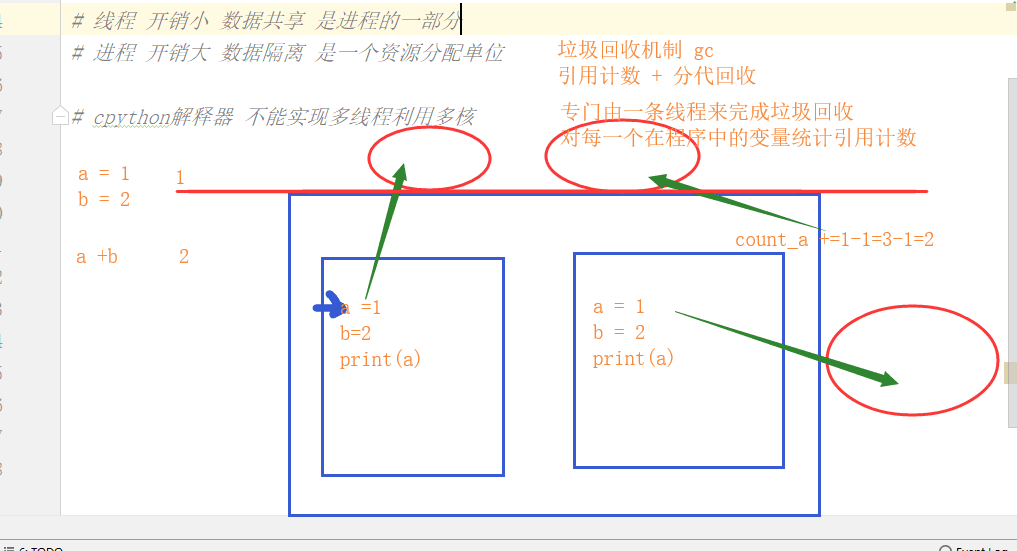 # 线程 开销小 数据共享 是进程的一部分
# 进程 开销大 数据隔离 是一个资源分配单位
垃圾回收机制 gc
引用计数 + 分代回收
# cpython解释器 不能实现多线程利用多核
专门由一条线程来完成垃圾回收
对每一个在程序中的变量统计引用计数
a = 1 1
b = 2
a +b 2
count_a +=1-1=3-1=2
a =1
b=2
print(a)
a = 1
b = 2
print(a)